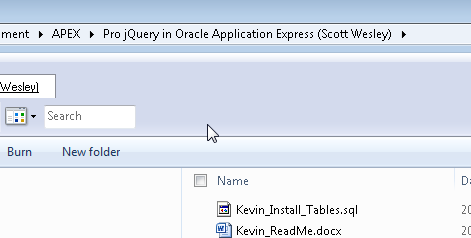 ment ▸ APEX ▸ Pro jQuery in Oracle Application Express (Scott Wesley) ▸
Wesley)
Search
Burn New folder
Name Da
Kevin_Install_Tables.sql 20
Kevin_ReadMe.docx 20